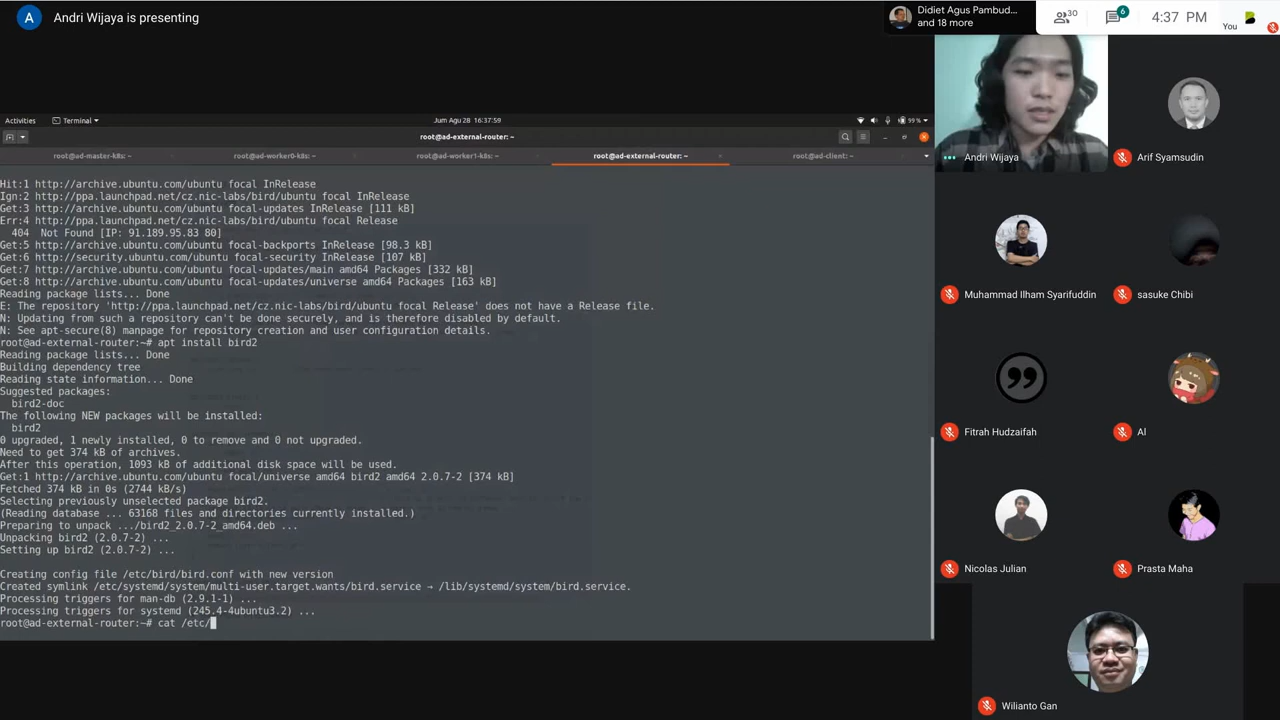 A Andri Wijaya is presenting
Didiet Agus Pambud...
and 18 more
30
6
4:37 PM
You
Activities
Terminal
Jum Agu 28 16:37:59
99 %
root@ad-external-router: ~
root@ad-master-k8s: ~
root@ad-worker0-k8s: ~
root@ad-worker1-k8s: ~
root@ad-external-router: ~
root@ad-client: ~
Hit:1 http://archive.ubuntu.com/ubuntu focal InRelease
Ign:2 http://ppa.launchpad.net/cz.nic-labs/bird/ubuntu focal InRelease
Get:3 http://archive.ubuntu.com/ubuntu focal-updates InRelease [111 kB]
Err:4 http://ppa.launchpad.net/cz.nic-labs/bird/ubuntu focal Release
404 Not Found [IP: 91.189.95.83 80]
Get:5 http://archive.ubuntu.com/ubuntu focal-backports InRelease [98.3 kB]
Get:6 http://security.ubuntu.com/ubuntu focal-security InRelease [107 kB]
Get:7 http://archive.ubuntu.com/ubuntu focal-updates/main amd64 Packages [332 kB]
Get:8 http://archive.ubuntu.com/ubuntu focal-updates/universe amd64 Packages [163 kB]
Reading package lists... Done
E: The repository 'http://ppa.launchpad.net/cz.nic-labs/bird/ubuntu focal Release' does not have a Release file.
N: Updating from such a repository can't be done securely, and is therefore disabled by default.
N: See apt-secure(8) manpage for repository creation and user configuration details.
root@ad-external-router:~# apt install bird2
Reading package lists... Done
Building dependency tree
Reading state information... Done
Suggested packages:
bird2-doc
The following NEW packages will be installed:
bird2
0 upgraded, 1 newly installed, 0 to remove and 0 not upgraded.
Need to get 374 kB of archives.
After this operation, 1093 kB of additional disk space will be used.
Get:1 http://archive.ubuntu.com/ubuntu focal/universe amd64 bird2 amd64 2.0.7-2 [374 kB]
Fetched 374 kB in 0s (2744 kB/s)
Selecting previously unselected package bird2.
(Reading database ... 63168 files and directories currently installed.)
Preparing to unpack .../bird2_2.0.7-2_amd64.deb ...
Unpacking bird2 (2.0.7-2) ...
Setting up bird2 (2.0.7-2) ...
Creating config file /etc/bird/bird.conf with new version
Created symlink /etc/systemd/system/multi-user.target.wants/bird.service → /lib/systemd/system/bird.service.
Processing triggers for man-db (2.9.1-1) ...
Processing triggers for systemd (245.4-4ubuntu3.2) ...
root@ad-external-router:~# cat /etc/
Andri Wijaya
Arif Syamsudin
Muhammad Ilham Syarifuddin
sasuke Chibi
Fitrah Hudzaifah
Al
Nicolas Julian
Prasta Maha
Wilianto Gan